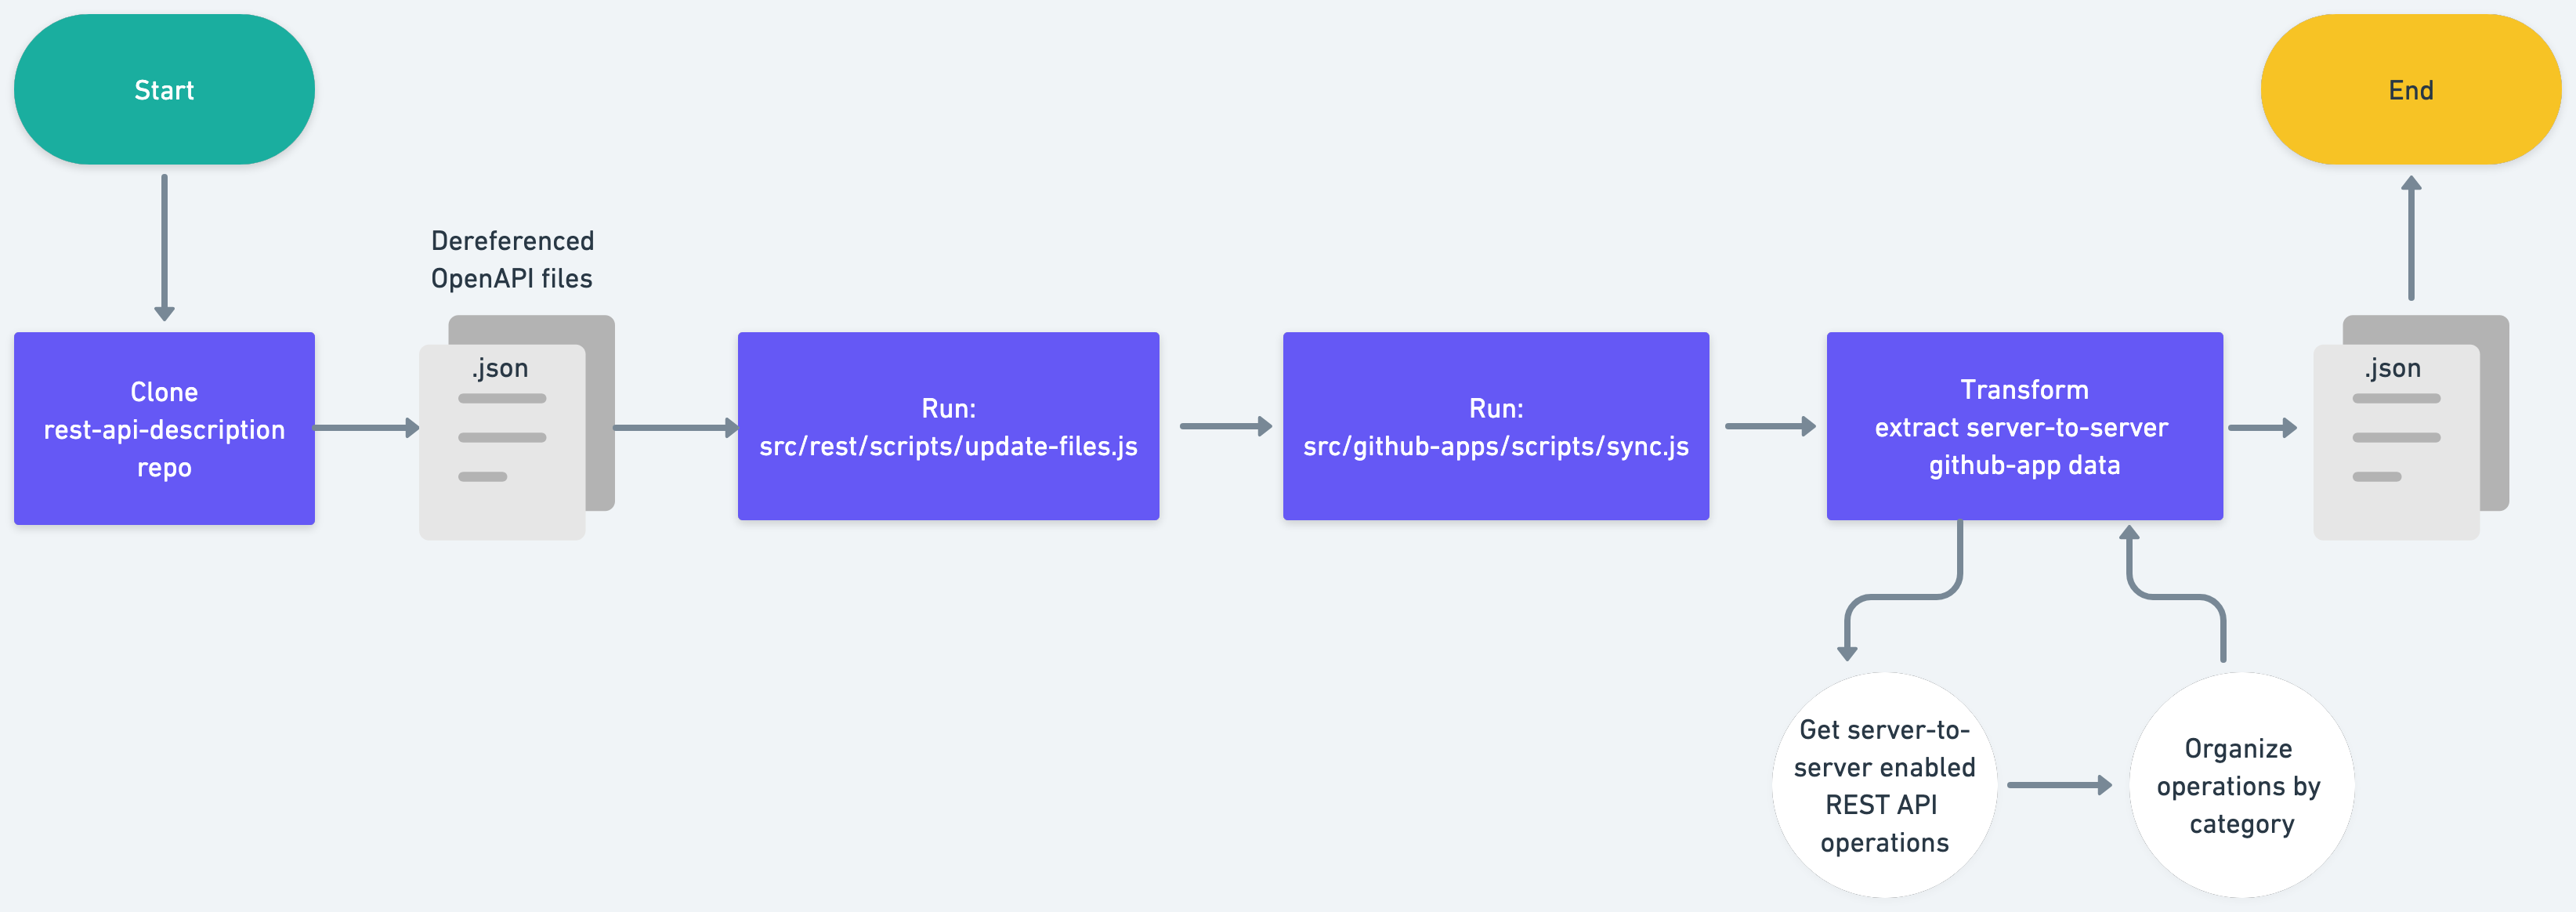 Start
End
Dereferenced
OpenAPI files
.json
Clone
rest-api-description
repo
Run:
src/rest/scripts/update-files.js
Run:
src/github-apps/scripts/sync.js
Transform
extract server-to-server
github-app data
.json
Get server-to-
server enabled
REST API
operations
Organize
operations by
category